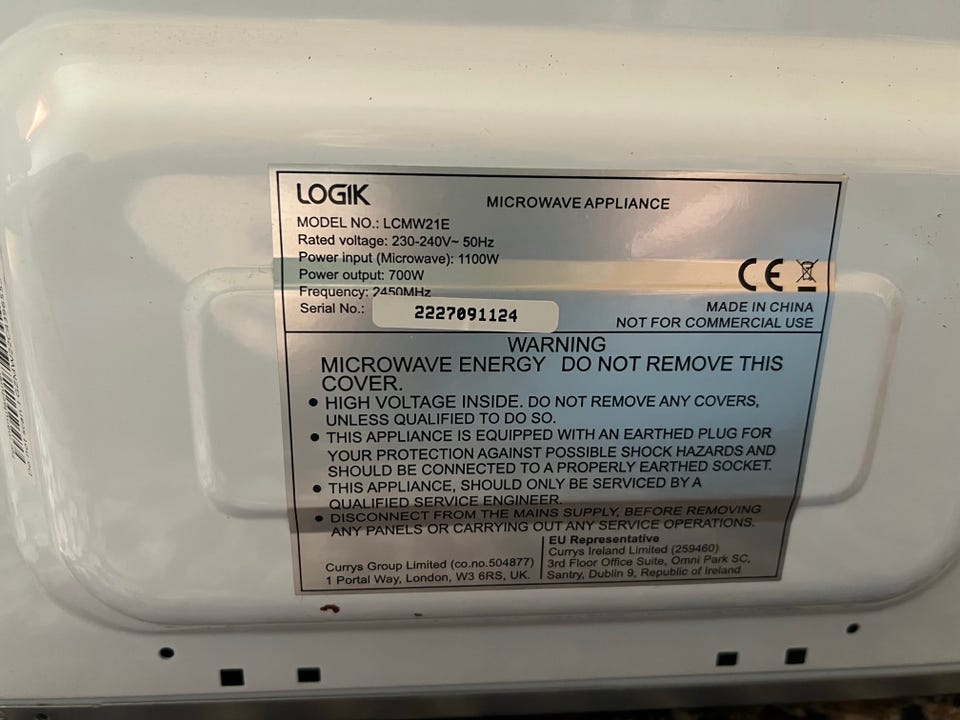 LOGIK
MICROWAVE APPLIANCE
MODEL NO.: LCMW21E
Rated voltage: 230-240V~ 50Hz
Power input (Microwave): 1100W
Power output: 700W
Frequency: 2450MHz
Serial No.: 2227091124
CE
MADE IN CHINA
NOT FOR COMMERCIAL USE
WARNING
MICROWAVE ENERGY DO NOT REMOVE THIS
COVER.
• HIGH VOLTAGE INSIDE. DO NOT REMOVE ANY COVERS,
UNLESS QUALIFIED TO DO SO.
• THIS APPLIANCE IS EQUIPPED WITH AN EARTHED PLUG FOR
YOUR PROTECTION AGAINST POSSIBLE SHOCK HAZARDS AND
SHOULD BE CONNECTED TO A PROPERLY EARTHED SOCKET.
• THIS APPLIANCE, SHOULD ONLY BE SERVICED BY A
QUALIFIED SERVICE ENGINEER.
• DISCONNECT FROM THE MAINS SUPPLY, BEFORE REMOVING
ANY PANELS OR CARRYING OUT ANY SERVICE OPERATIONS.
Currys Group Limited (co.no.504877)
1 Portal Way, London, W3 6RS, UK.
EU Representative
Currys Ireland Limited (259460)
3rd Floor Office Suite, Omni Park SC,
Santry, Dublin 9, Republic of Ireland